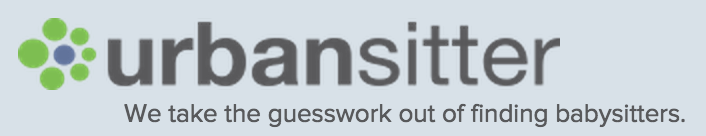 urbansitter
We take the guesswork out of finding babysitters.